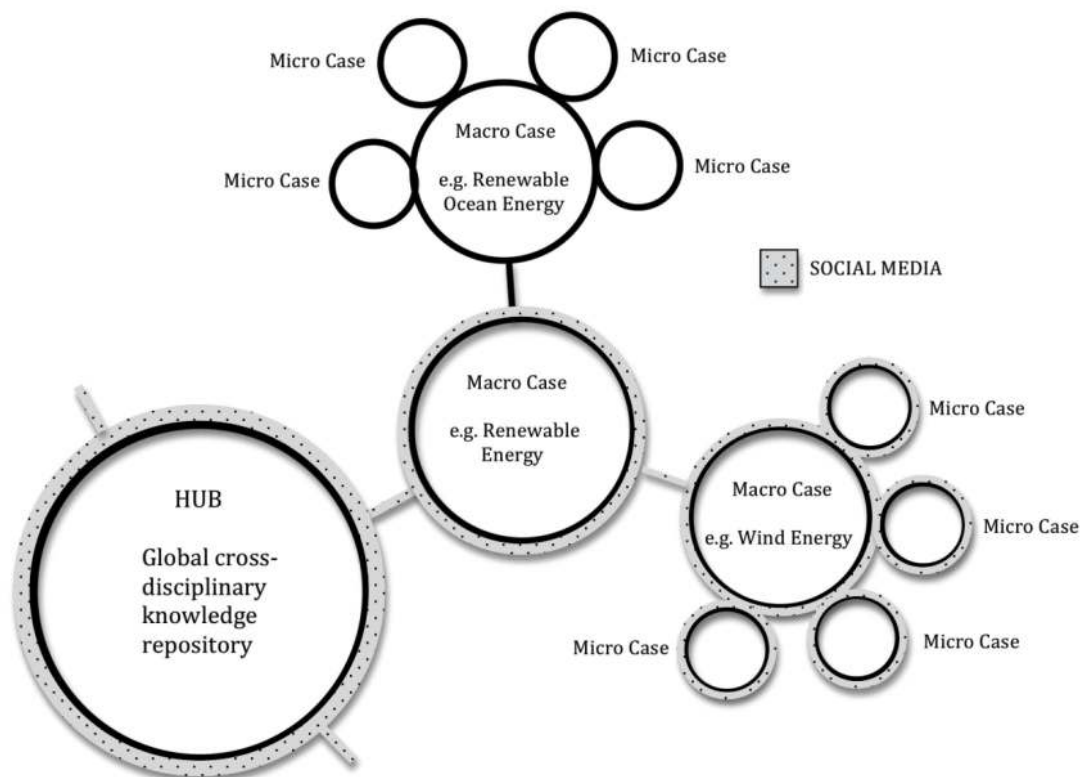 Micro Case
Micro Case
Micro Case
Micro Case
Macro Case
e.g. Renewable
Ocean Energy
SOCIAL MEDIA
Macro Case
e.g. Renewable
Energy
Micro Case
Macro Case
e.g. Wind Energy
Micro Case
Micro Case
Micro Case
HUB
Global cross-
disciplinary
knowledge
repository